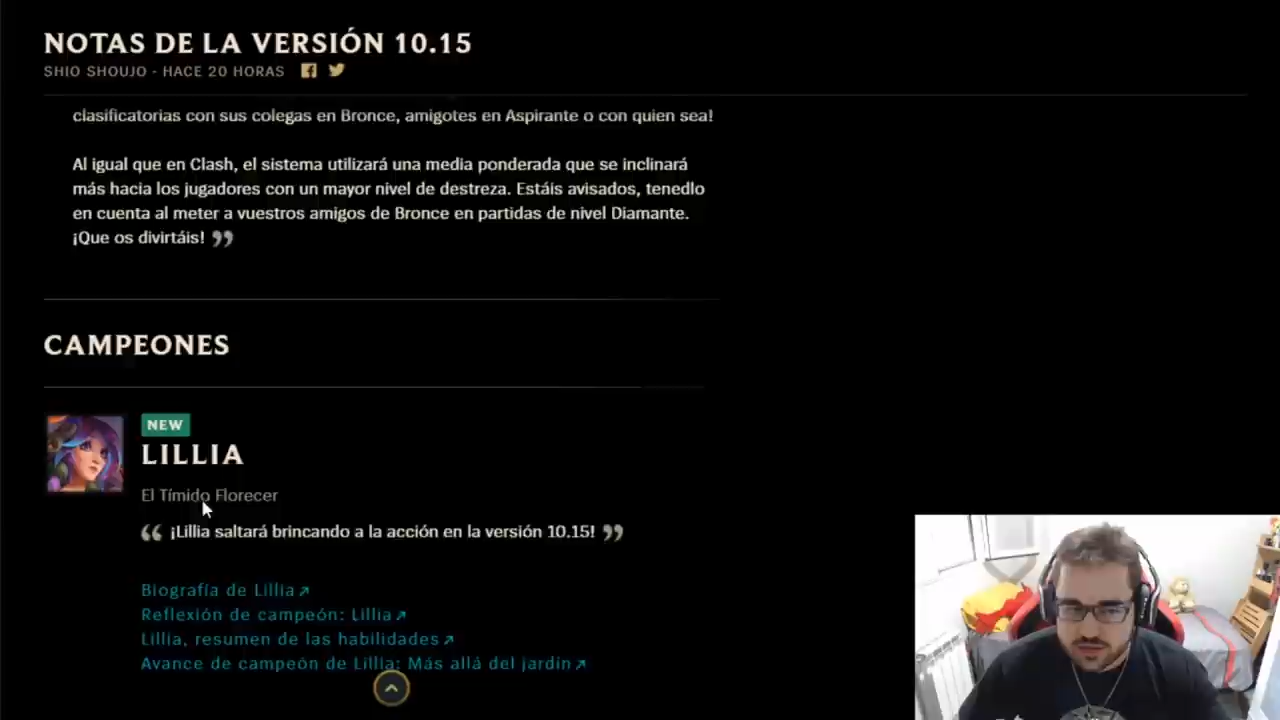 NOTAS DE LA VERSIÓN 10.15
SHIO SHOUJO - HACE 20 HORAS
clasificatorias con sus colegas en Bronce, amigotes en Aspirante o con quien sea!
Al igual que en Clash, el sistema utilizará una media ponderada que se inclinará
más hacia los jugadores con un mayor nivel de destreza. Estáis avisados, tenedlo
en cuenta al meter a vuestros amigos de Bronce en partidas de nivel Diamante.
¡Que os divirtáis! ”
CAMPEONES
NEW
LILLIA
El Tímido Florecer
“ ¡Lillia saltará brincando a la acción en la versión 10.15! ”
Biografía de Lillia↗
Reflexión de campeón: Lillia↗
Lillia, resumen de las habilidades↗
Avance de campeón de Lillia: Más allá del jardín↗